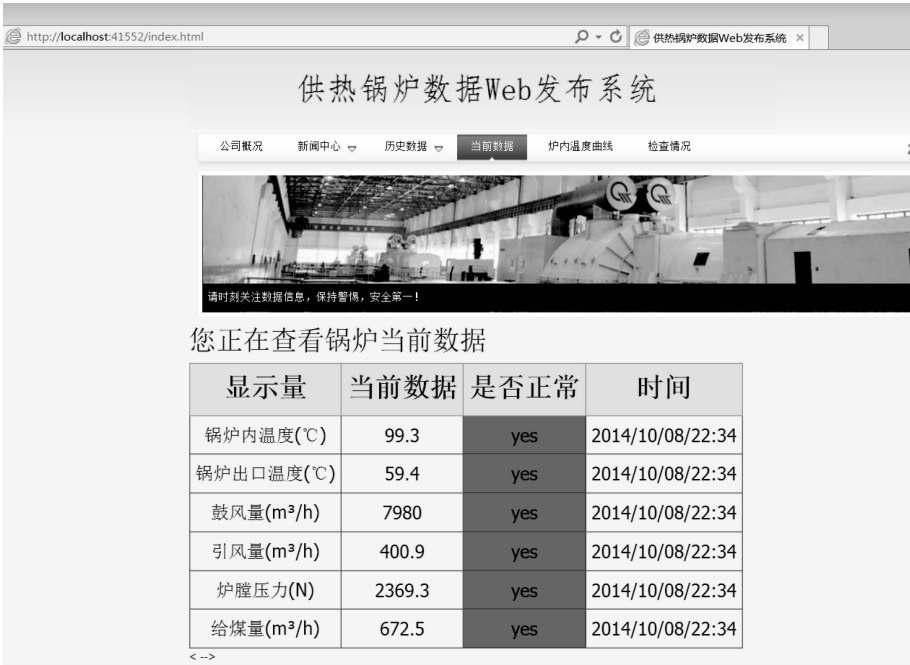 http://localhost:41552/index.html
供热锅炉数据Web发布系统 ×
供热锅炉数据Web发布系统
公司概况 新闻中心 历史数据 当前数据 炉内温度曲线 检查情况
请时刻关注数据信息，保持警惕，安全第一！
您正在查看锅炉当前数据
显示量 当前数据 是否正常 时间
锅炉内温度(℃) 99.3 yes 2014/10/08/22:34
锅炉出口温度(℃) 59.4 yes 2014/10/08/22:34
鼓风量(m³/h) 7980 yes 2014/10/08/22:34
引风量(m³/h) 400.9 yes 2014/10/08/22:34
炉膛压力(N) 2369.3 yes 2014/10/08/22:34
给煤量(m³/h) 672.5 yes 2014/10/08/22:34
< -->